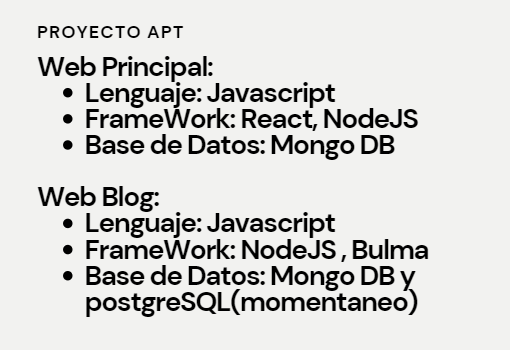 PROYECTO APT
Web Principal:
• Lenguaje: Javascript
• FrameWork: React, NodeJS
• Base de Datos: Mongo DB
Web Blog:
• Lenguaje: Javascript
• FrameWork: NodeJS , Bulma
• Base de Datos: Mongo DB y
postgreSQL(momentaneo)